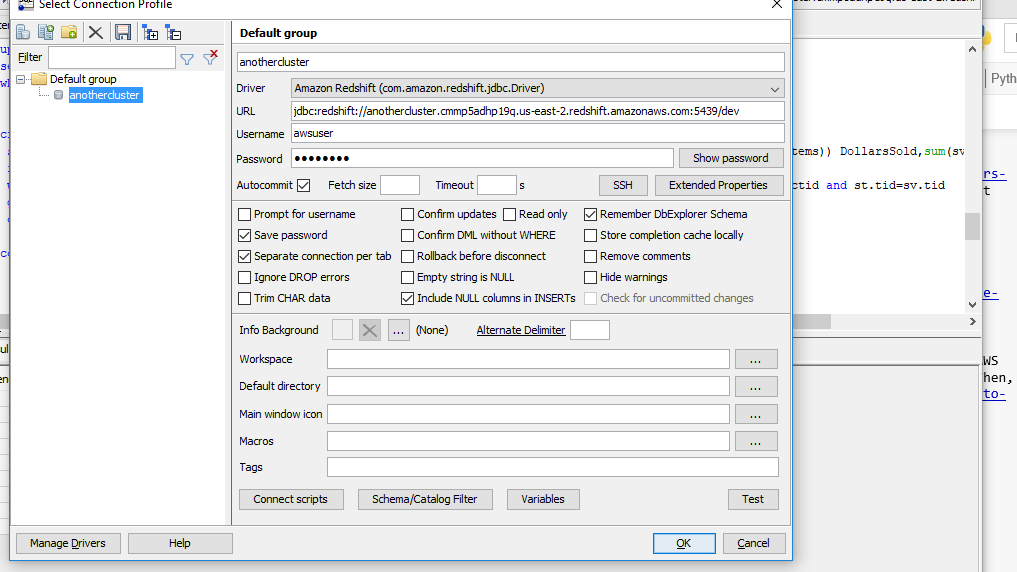 Select Connection Profile
Filter
Default group
anothercluster
Default group
anothercluster
Driver Amazon Redshift (com.amazon.redshift.jdbc.Driver)
URL jdbc:redshift://anothercluster.cmmp5adhp19q.us-east-2.redshift.amazonaws.com:5439/dev
Username awsuser
Password ●●●●●●●● Show password
Autocommit Fetch size Timeout s SSH Extended Properties
Prompt for username Confirm updates Read only Remember DbExplorer Schema
Save password Confirm DML without WHERE Store completion cache locally
Separate connection per tab Rollback before disconnect Remove comments
Ignore DROP errors Empty string is NULL Hide warnings
Trim CHAR data Include NULL columns in INSERTs Check for uncommitted changes
Info Background ... (None) Alternate Delimiter
Workspace ...
Default directory ...
Main window icon ...
Macros ...
Tags
Connect scripts Schema/Catalog Filter Variables Test
Manage Drivers Help OK Cancel
tems)) DollarsSold,sum(sv
ctid and st.tid=sv.tid
Pyth
rs-
t
e-
WS
hen,
to-